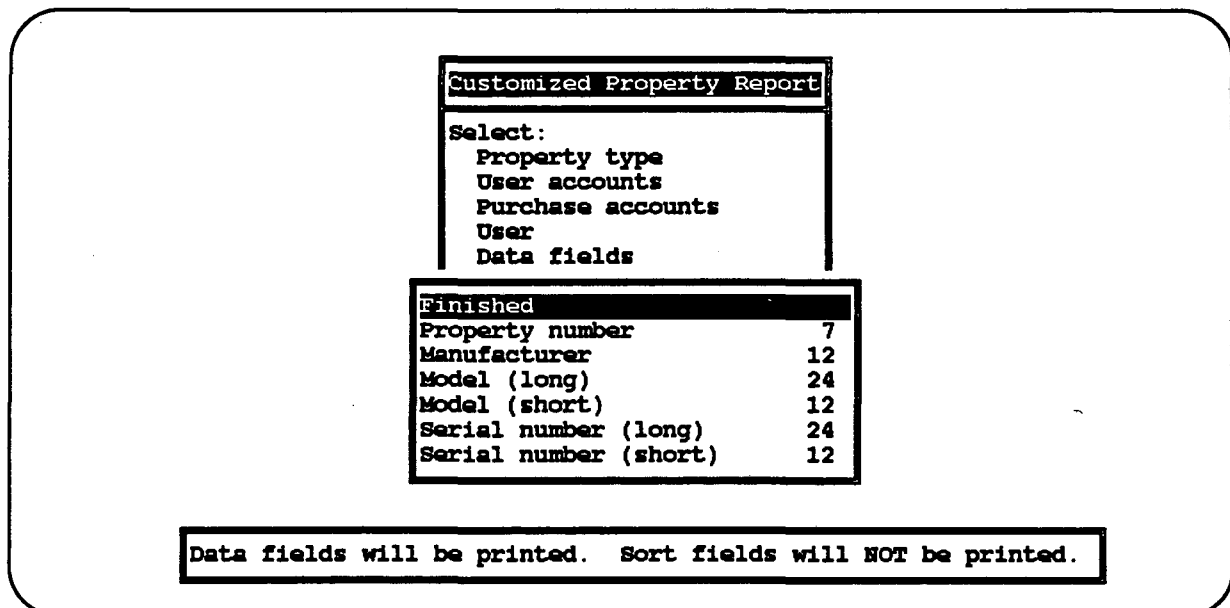 Customized Property Report
Select:
Property type
User accounts
Purchase accounts
User
Data fields
Finished
Property number 7
Manufacturer 12
Model (long) 24
Model (short) 12
Serial number (long) 24
Serial number (short) 12
Data fields will be printed. Sort fields will NOT be printed.